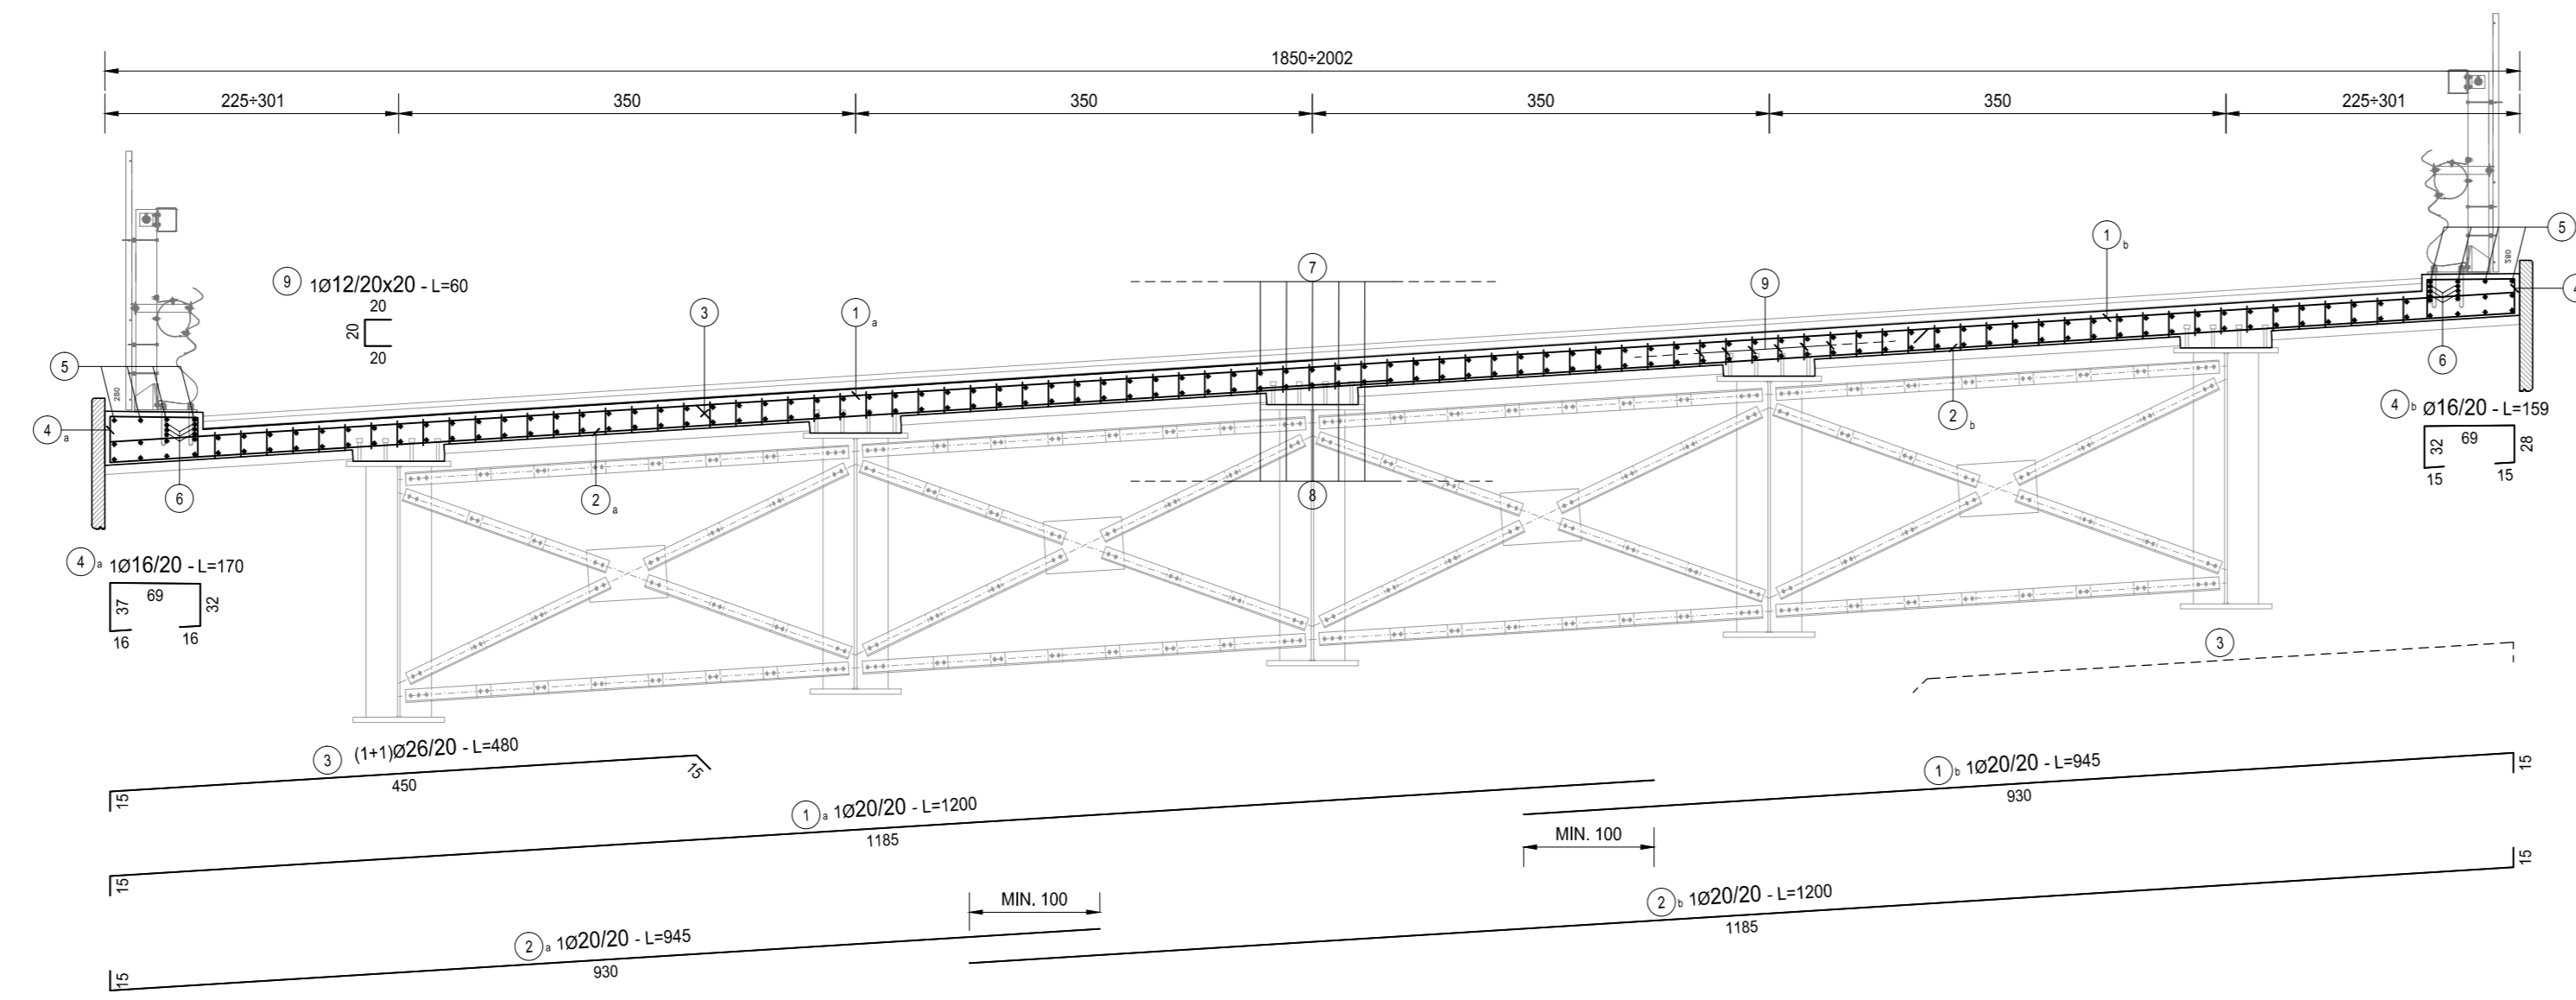 1850÷2002
225÷301 350 350 350 350 225÷301
5
280
1 b
7
9 1Ø12/20x20 - L=60
20
20
20
9
3
1 a
5
280
4
6
4 a
2 b
4 b Ø16/20 - L=159
32 69 28
15 15
6
2 a
8
4 a 1Ø16/20 - L=170
37 69 32
16 16
3
3 (1+1)Ø26/20 - L=480
15 450 15
1 b 1Ø20/20 - L=945
930 15
1 a 1Ø20/20 - L=1200
15 1185
MIN. 100
MIN. 100
2 b 1Ø20/20 - L=1200
1185 15
2 a 1Ø20/20 - L=945
15 930